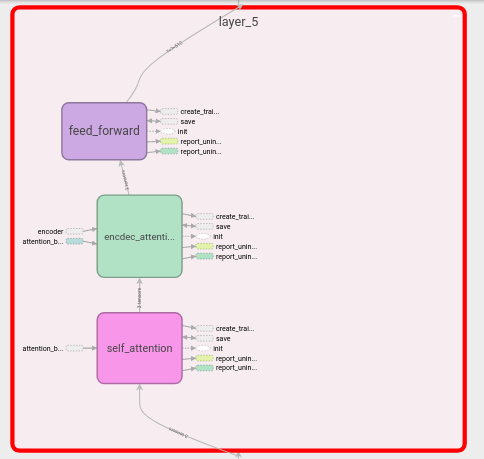 layer_5
feed_forward
create_trai...
save
init
report_unin...
report_unin...
encdec_attenti...
encoder
attention_b...
create_trai...
save
init
report_unin...
report_unin...
self_attention
attention_b...
create_trai...
save
init
report_unin...
report_unin...